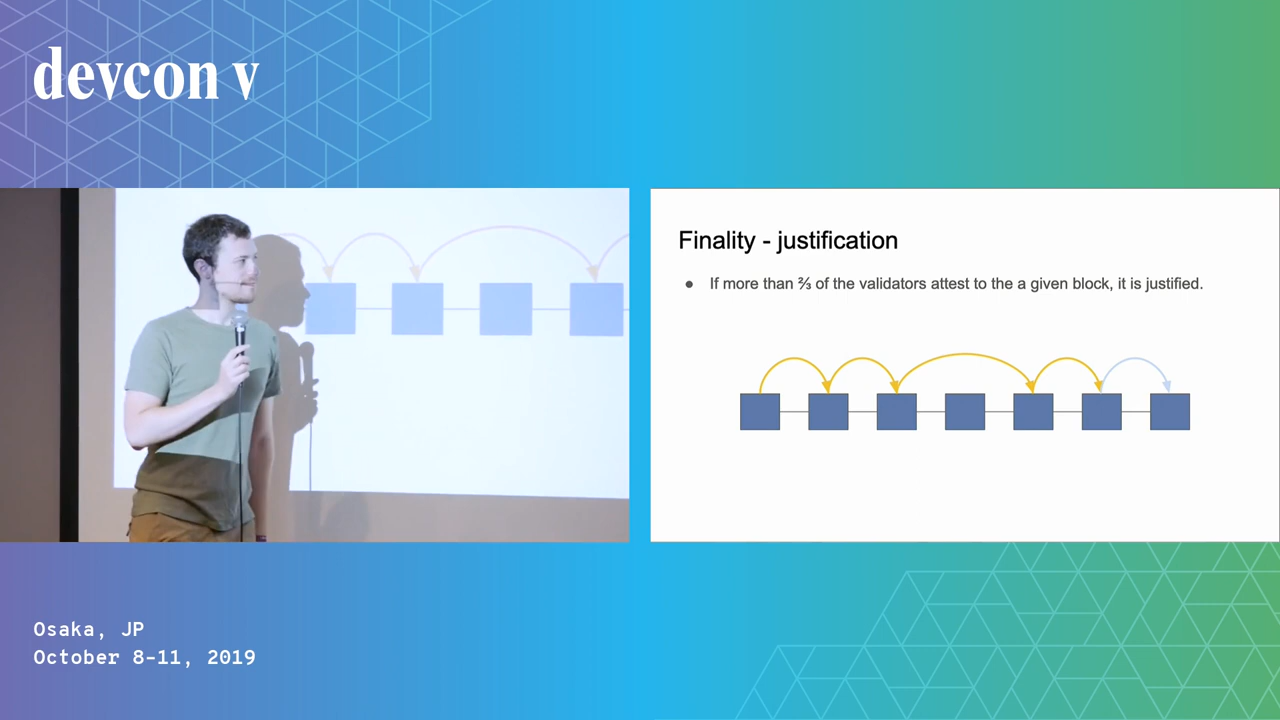 devcon v
Finality - justification
● If more than ⅔ of the validators attest to the a given block, it is justified.
Osaka, JP
October 8-11, 2019